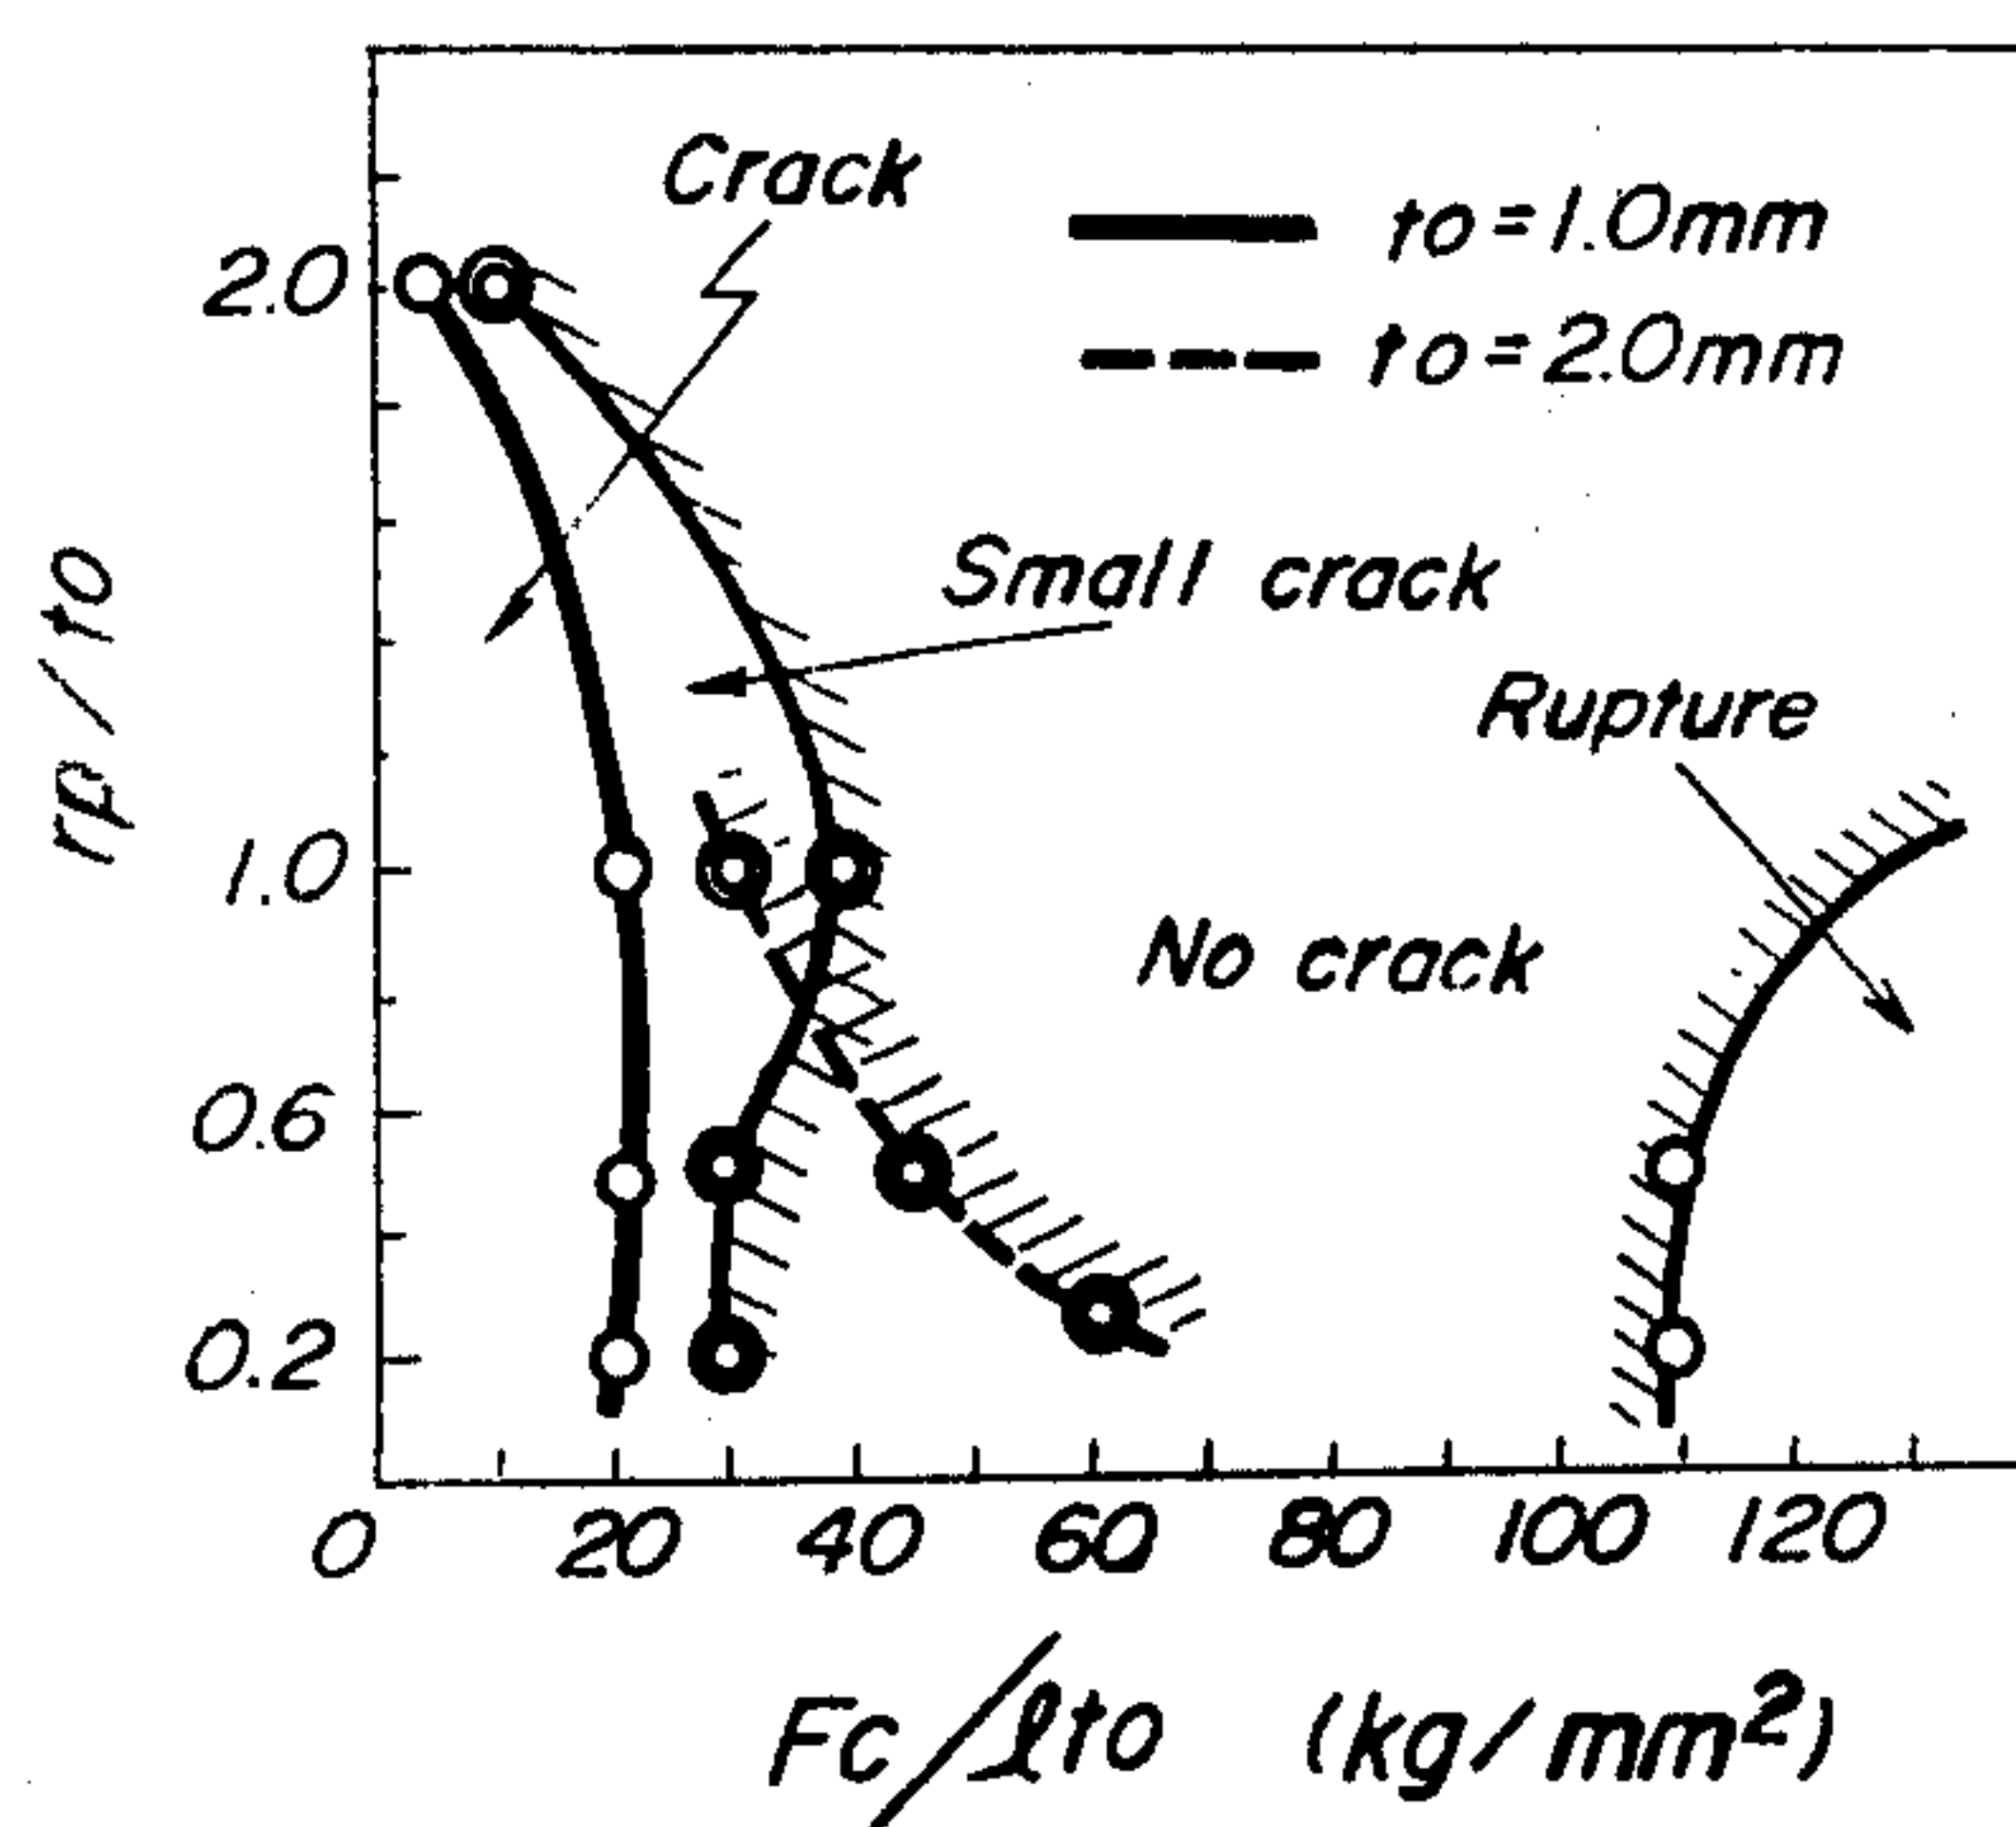 Crack
to=1.0mm
to=2.0mm
2.0
Small crack
rp/to
Rupture
1.0
No crack
0.6
0.2
0 20 40 60 80 100 120
Fc/lto (kg/mm²)